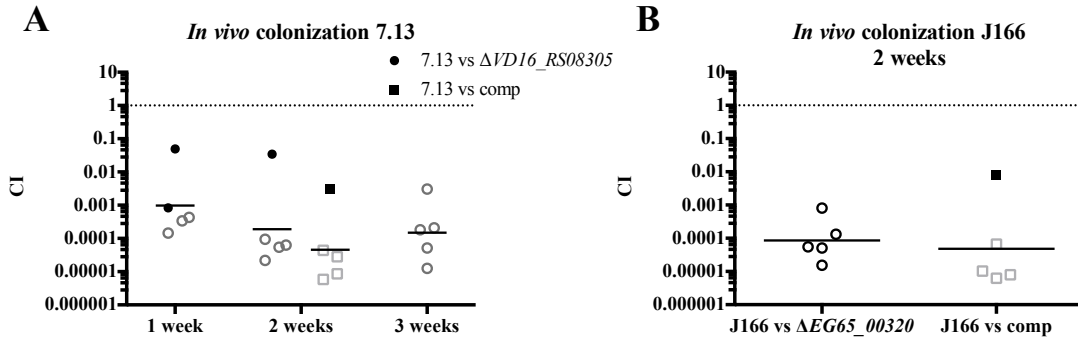 A
In vivo colonization 7.13
7.13 vs ΔVD16_RS08305
7.13 vs comp
CI
10
1
0.1
0.01
0.001
0.0001
0.00001
0.000001
1 week
2 weeks
3 weeks
B
In vivo colonization J166
2 weeks
CI
10
1
0.1
0.01
0.001
0.0001
0.00001
0.000001
J166 vs ΔEG65_00320
J166 vs comp